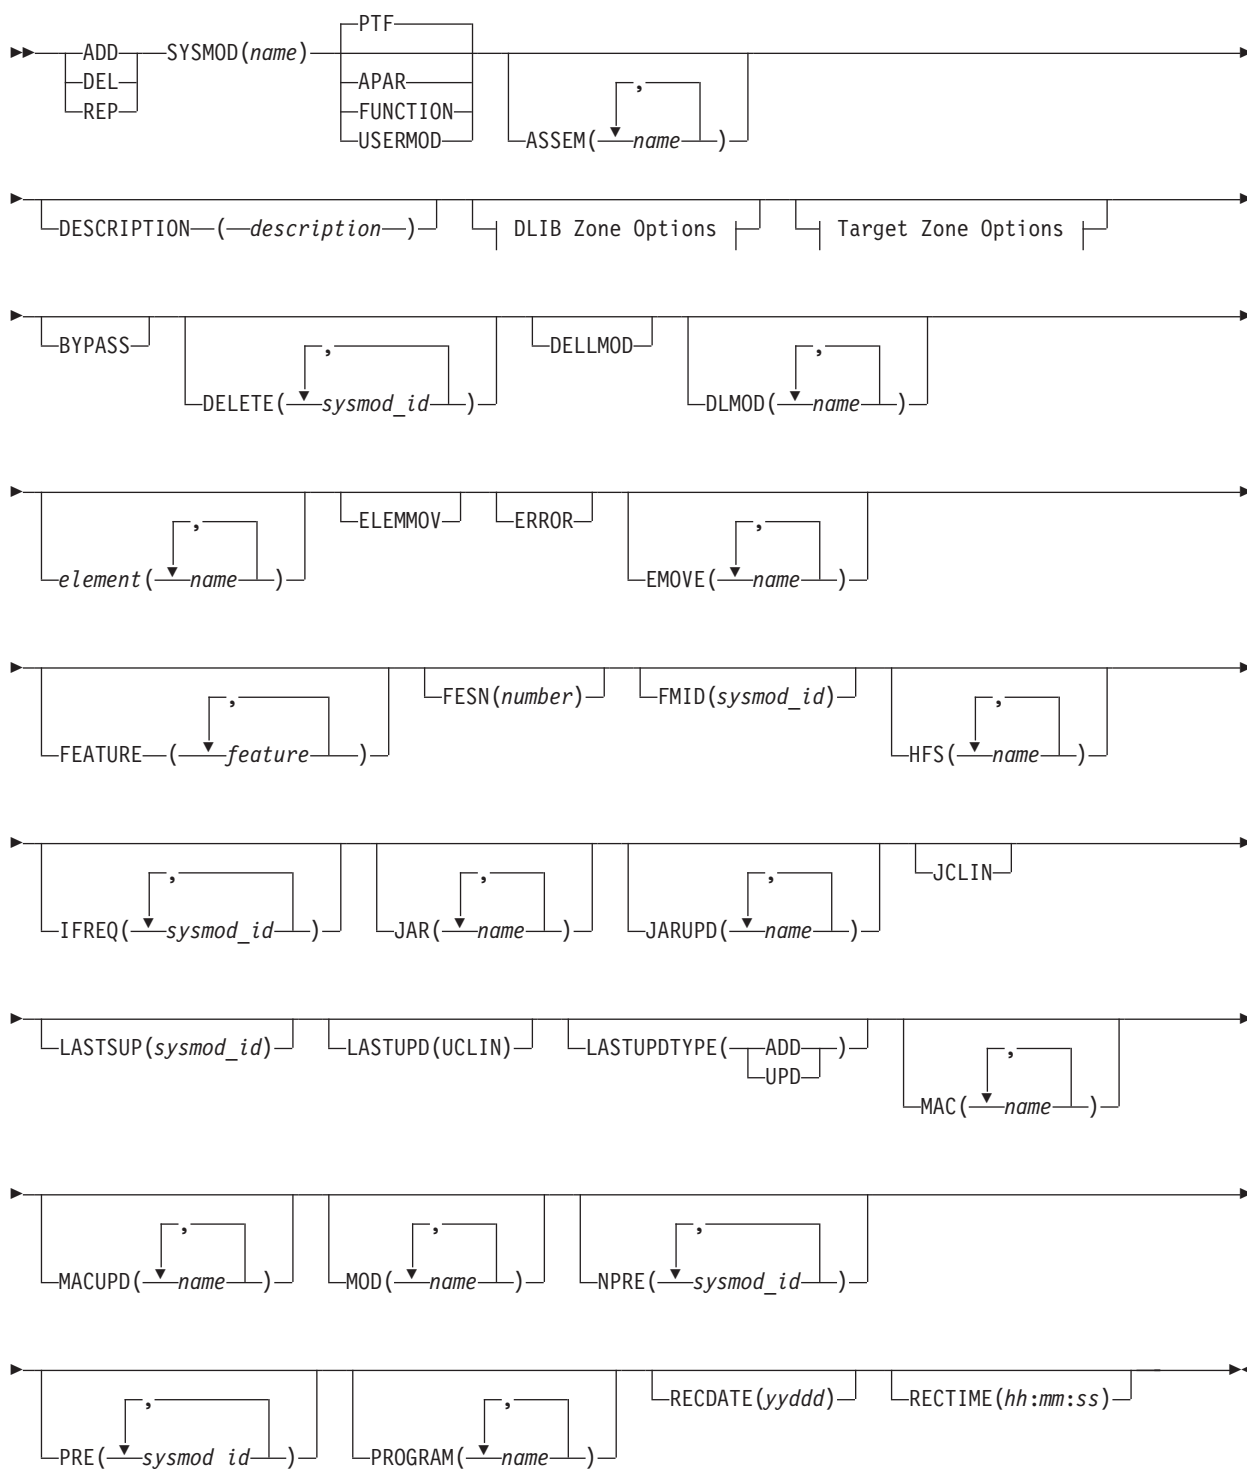 PTF
ADD SYSMOD(name)
DEL APAR ,
REP FUNCTION
USERMOD ASSEM( name )
DESCRIPTION ( description ) DLIB Zone Options Target Zone Options
BYPASS DELLMOD
, ,
DELETE( sysmod_id ) DLMOD( name )
ELEMMOV ERROR
, ,
element( name ) EMOVE( name )
FESN(number) FMID(sysmod_id)
, ,
FEATURE ( feature ) HFS( name )
JCLIN
, , ,
IFREQ( sysmod_id ) JAR( name ) JARUPD( name )
LASTSUP(sysmod_id) LASTUPD(UCLIN) LASTUPDTYPE( ADD ) ,
UPD
MAC( name )
, , ,
MACUPD( name ) MOD( name ) NPRE( sysmod_id )
RECDATE(yyddd) RECTIME(hh:mm:ss)
, ,
PRE( sysmod id ) PROGRAM( name )